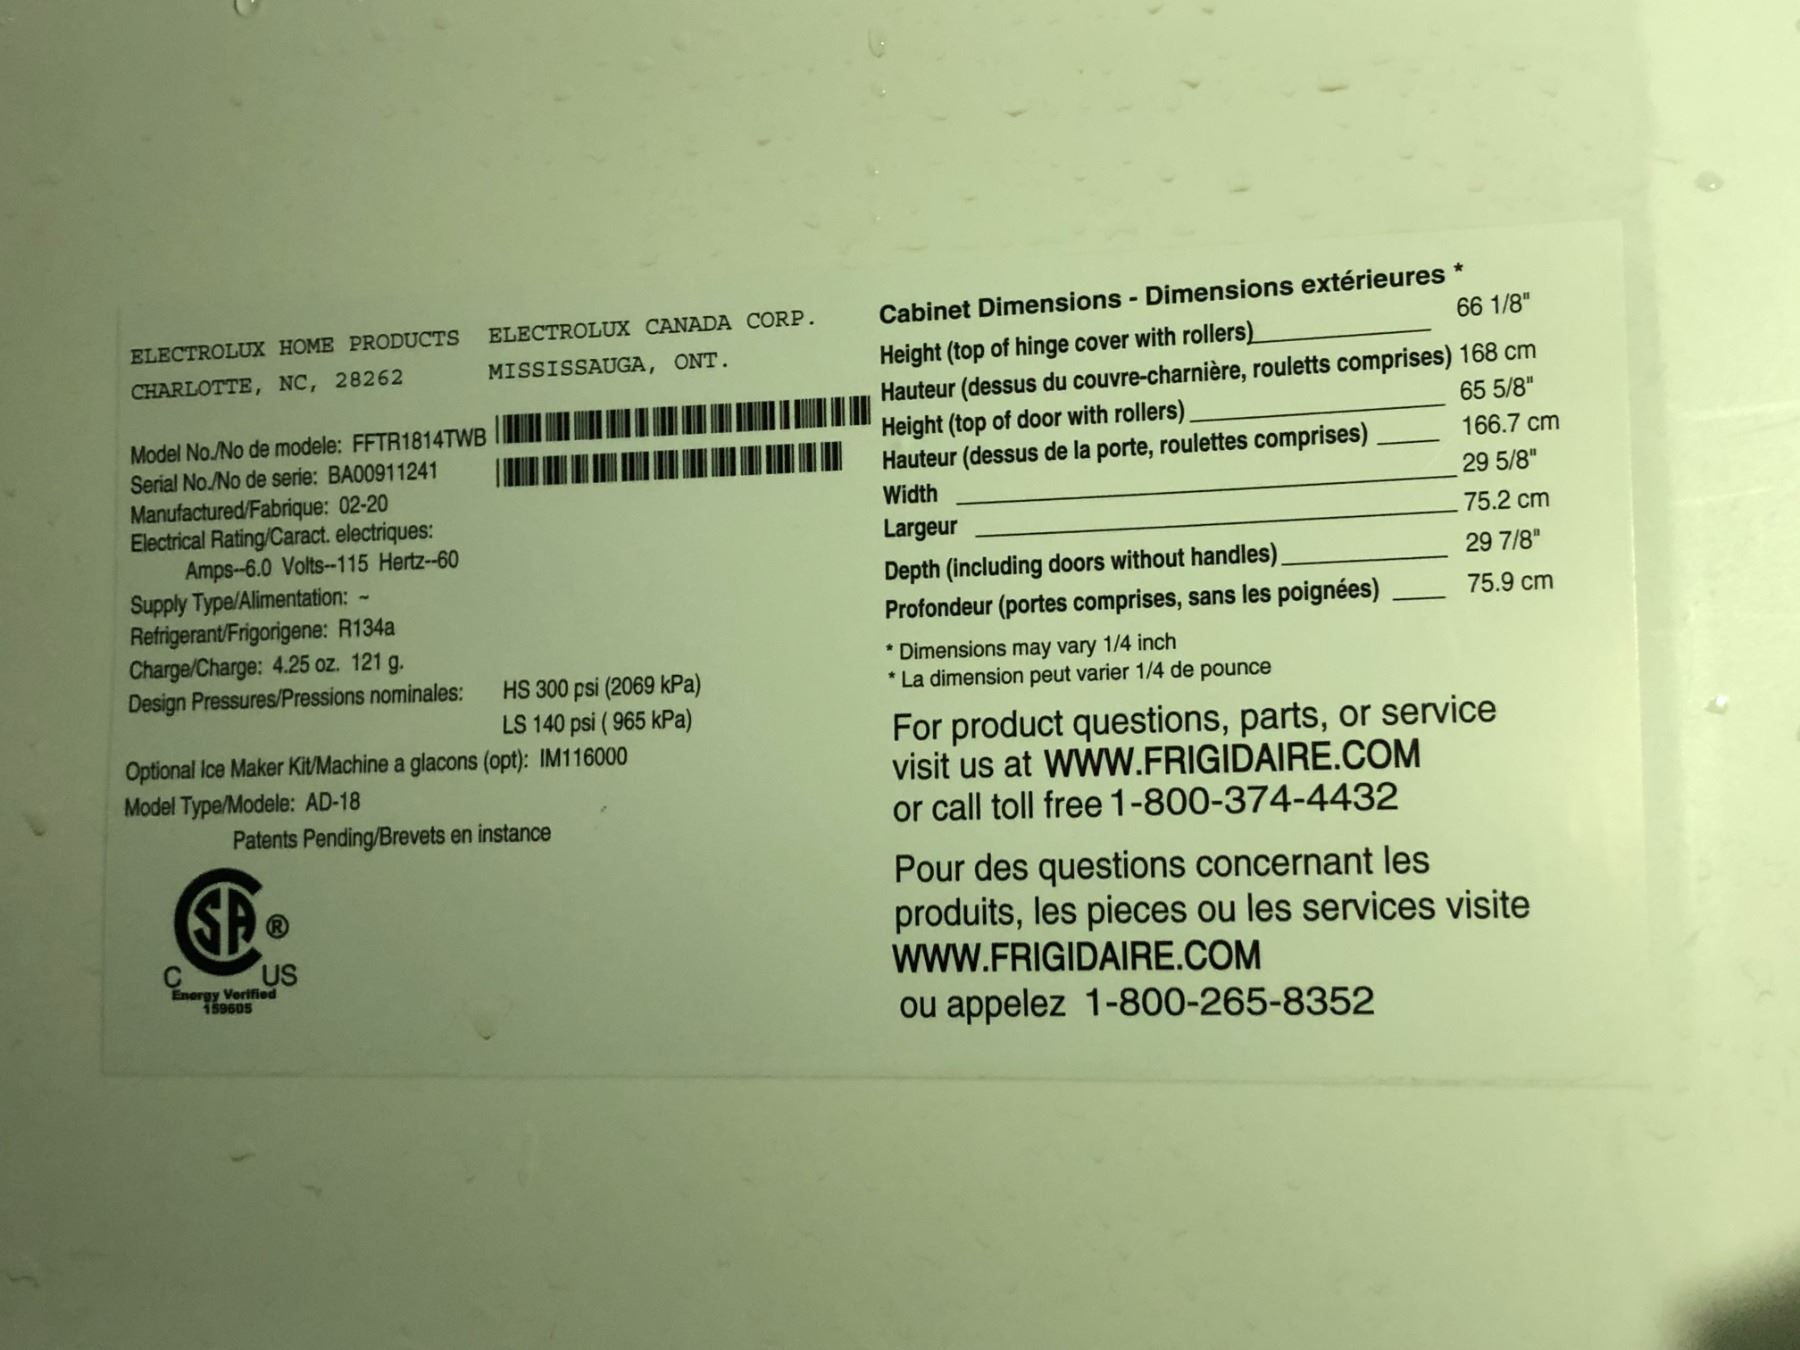 ELECTROLUX HOME PRODUCTS ELECTROLUX CANADA CORP.
CHARLOTTE, NC, 28262 MISSISSAUGA, ONT.
Model No./No de modele: FFTR1814TWB
Serial No./No de serie: BA00911241
Manufactured/Fabrique: 02-20
Electrical Rating/Caract. electriques:
Amps--6.0 Volts--115 Hertz--60
Supply Type/Alimentation: ~
Refrigerant/Frigorigene: R134a
Charge/Charge: 4.25 oz. 121 g.
Design Pressures/Pressions nominales: HS 300 psi (2069 kPa)
LS 140 psi ( 965 kPa)
Optional Ice Maker Kit/Machine a glacons (opt): IM116000
Model Type/Modele: AD-18
Patents Pending/Brevets en instance
CSA ®
C US
Energy Verified
159605
Cabinet Dimensions - Dimensions extérieures *
Height (top of hinge cover with rollers) 66 1/8"
Hauteur (dessus du couvre-charnière, rouletts comprises) 168 cm
Height (top of door with rollers) 65 5/8"
Hauteur (dessus de la porte, roulettes comprises) 166.7 cm
Width 29 5/8"
Largeur 75.2 cm
Depth (including doors without handles) 29 7/8"
Profondeur (portes comprises, sans les poignées) 75.9 cm
* Dimensions may vary 1/4 inch
* La dimension peut varier 1/4 de pouce
For product questions, parts, or service
visit us at WWW.FRIGIDAIRE.COM
or call toll free 1-800-374-4432
Pour des questions concernant les
produits, les pieces ou les services visite
WWW.FRIGIDAIRE.COM
ou appelez 1-800-265-8352